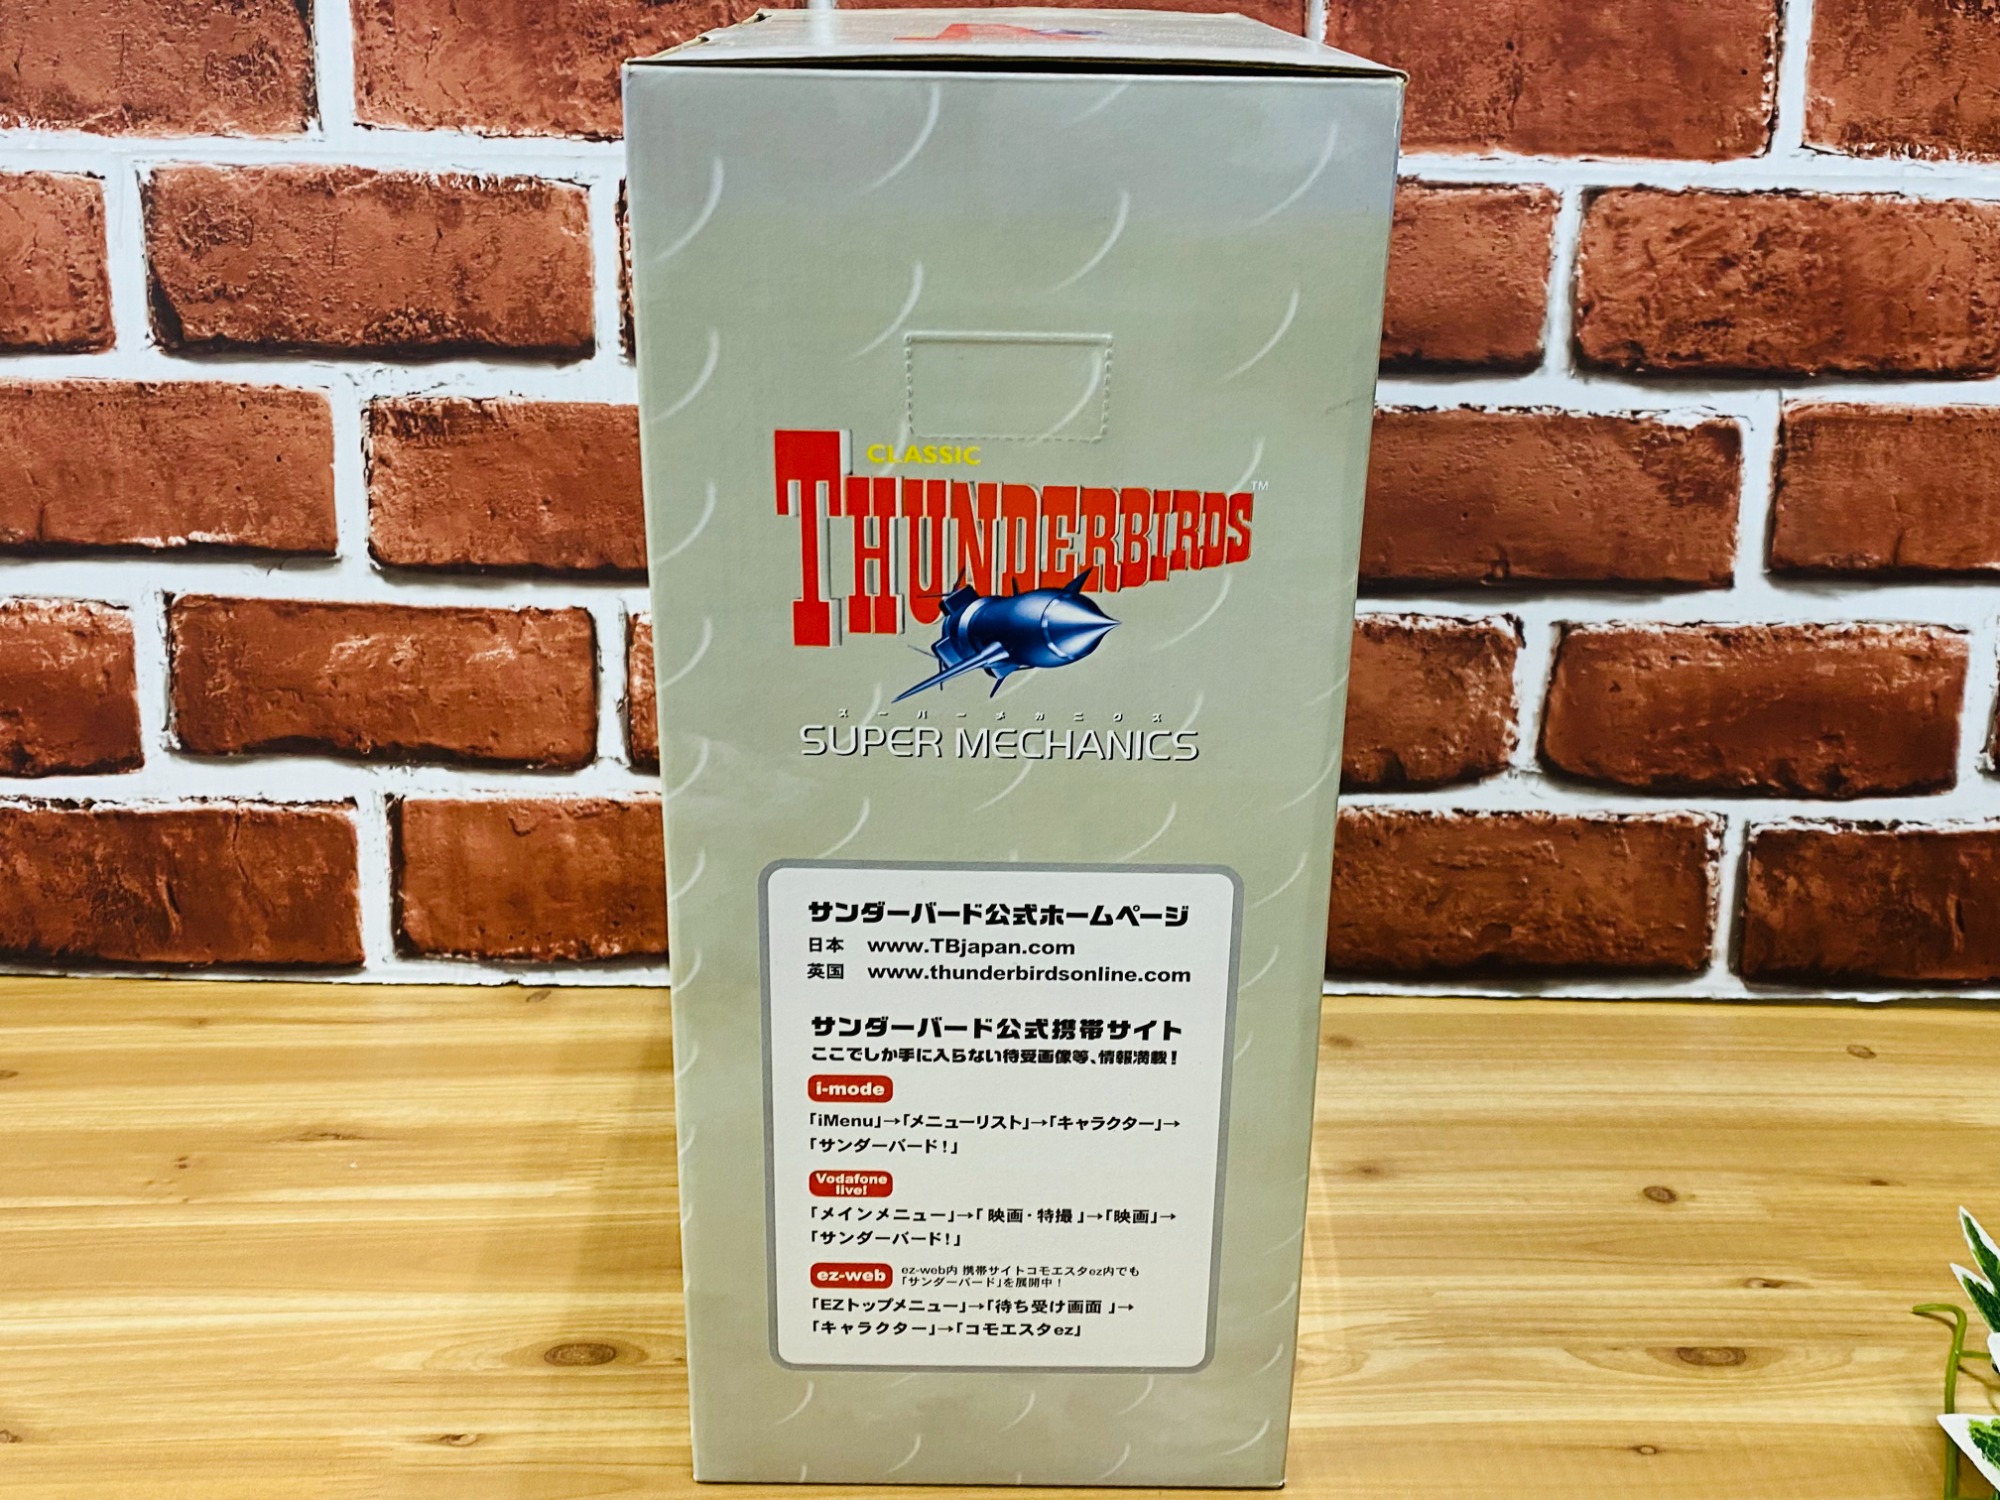 CLASSIC
THUNDERBIRDS™
スーパーメカニクス
SUPER MECHANICS
サンダーバード公式ホームページ
日本 www.TBjapan.com
英国 www.thunderbirdsonline.com
サンダーバード公式携帯サイト
ここでしか手に入らない待受画像等、情報満載!
i-mode
「iMenu」→「メニューリスト」→「キャラクター」→
「サンダーバード!」
Vodafone
live!
「メインメニュー」→「映画・特撮」→「映画」→
「サンダーバード!」
ez-web ez-web内 携帯サイトコモエスタez内でも
「サンダーバード」を展開中!
「EZトップメニュー」→「待ち受け画面」→
「キャラクター」→「コモエスタez」